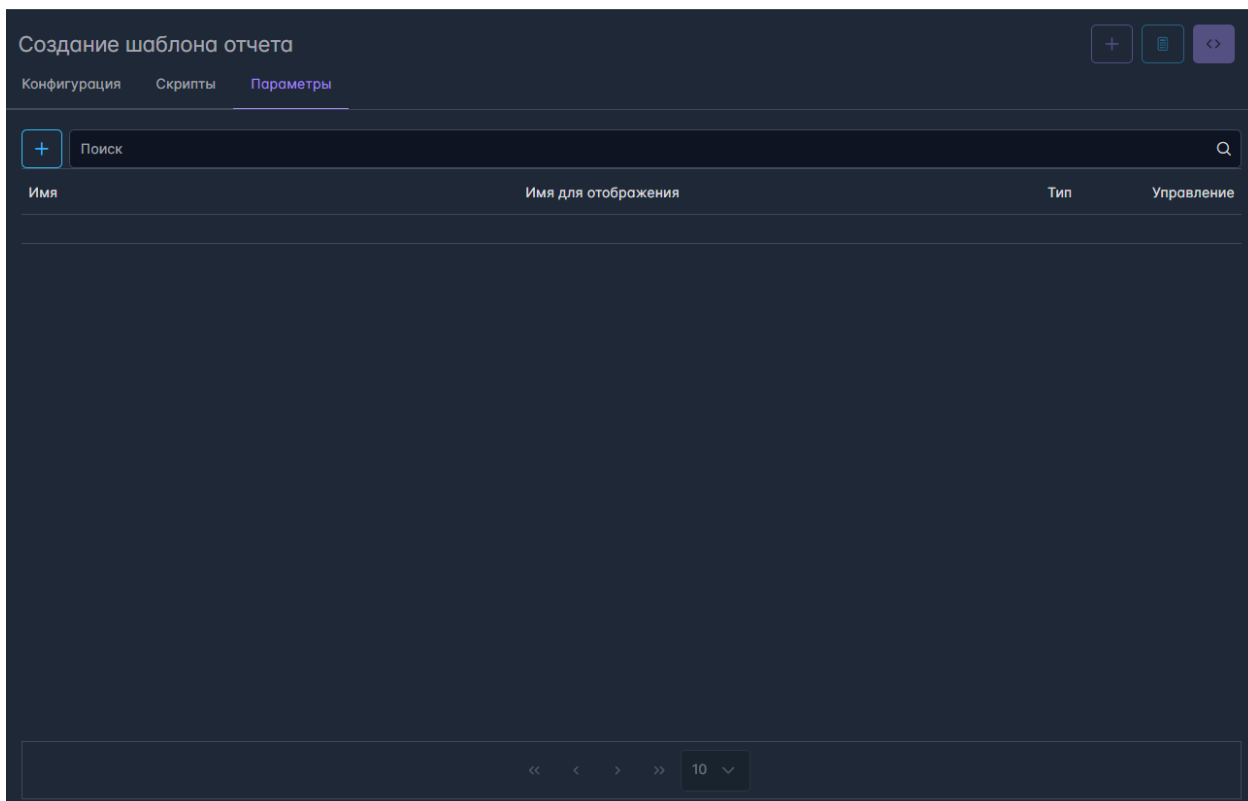 Создание шаблона отчета
Конфигурация Скрипты Параметры
Поиск
Имя Имя для отображения Тип Управление
10